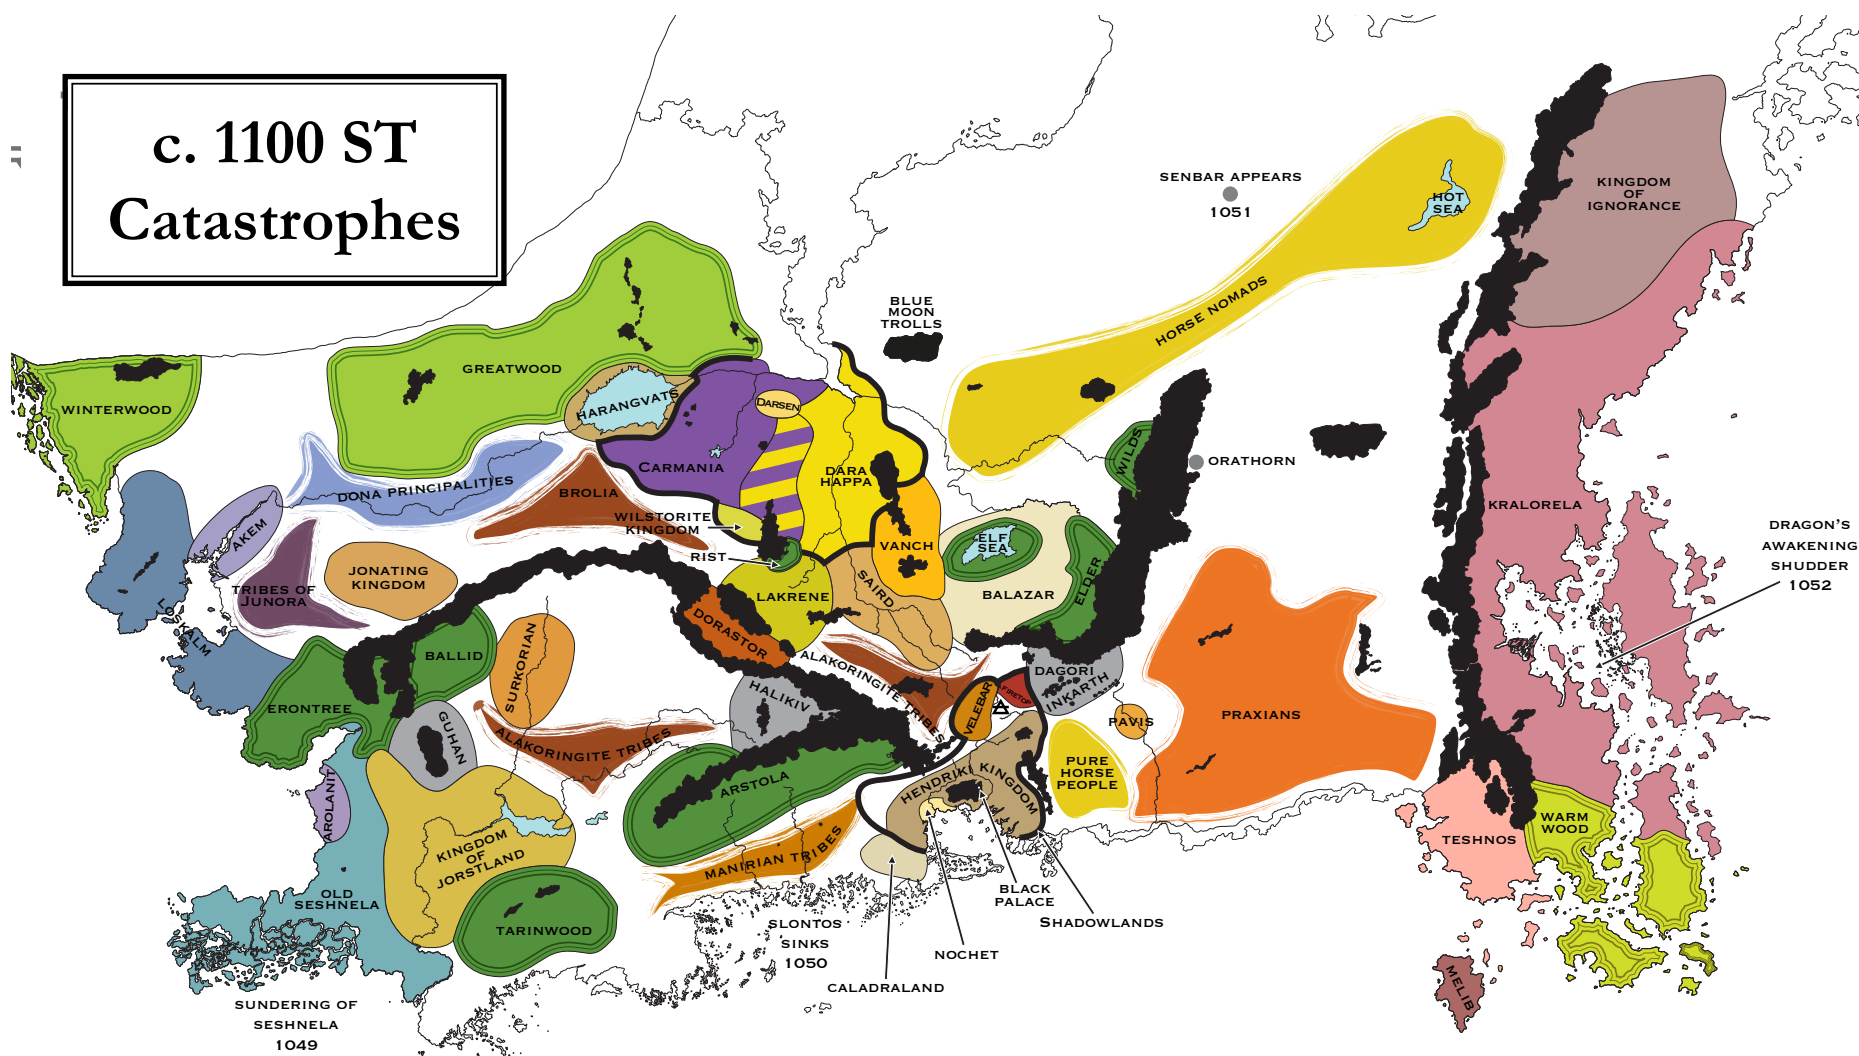 c. 1100 ST
Catastrophes
SENBAR APPEARS
1051
HOT
SEA
KINGDOM
OF
IGNORANCE
BLUE
MOON
TROLLS
HORSE NOMADS
GREATWOOD
WINTERWOOD
HARANGVATS
DARSEN
CARMANIA
DARA
HAPPA
WILDS
ORATHORN
DONA PRINCIPALITIES
BROLIA
WILSTORITE
KINGDOM
RIST
AKEM
VANCH
ELF
SEA
KRALORELA
DRAGON'S
AWAKENING
SHUDDER
1052
TRIBES OF
JUNORA
JONATING
KINGDOM
LAKRENE
SAIRD
BALAZAR
ELDER
LOSKALM
DORASTOR
BALLID
SURKORIAN
ALAKORINGITE TRIBES
DAGORI
INKARTH
FIRETOP
VELEBAR
HALIKIV
ERONTREE
GUHAN
ALAKORINGITE TRIBES
PAVIS
PRAXIANS
PURE
HORSE
PEOPLE
AROLANIT
ARSTOLA
HENDRIKI KINGDOM
KINGDOM
OF
JORSTLAND
MANIRIAN TRIBES
TESHNOS
WARM
WOOD
OLD
SESHNELA
TARINWOOD
BLACK
PALACE
SHADOWLANDS
SLONTOS
SINKS
1050
NOCHET
CALADRALAND
MELIB
SUNDERING OF
SESHNELA
1049